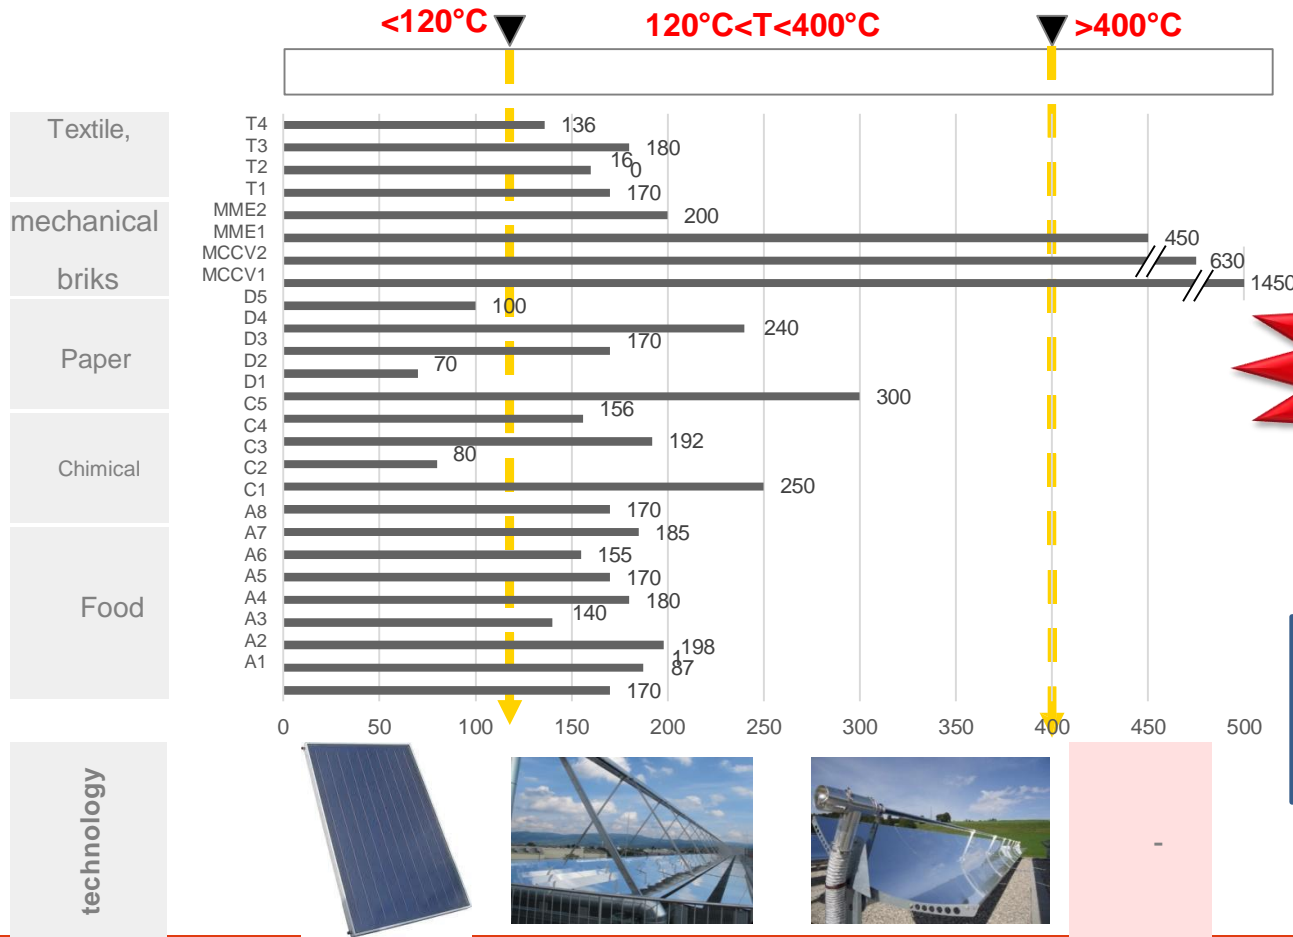 <120°C
120°C<T<400°C
>400°C
Textile,
mechanical
briks
Paper
Chimical
Food
technology
T4
T3
T2
T1
MME2
MME1
MCCV2
MCCV1
D5
D4
D3
D2
D1
C5
C4
C3
C2
C1
A8
A7
A6
A5
A4
A3
A2
A1
136
180
16
0
170
200
450
630
1450
100
240
170
70
300
156
192
80
250
170
185
155
170
180
140
198
1
87
170
0 50 100 150 200 250 300 350 400 450 500
-